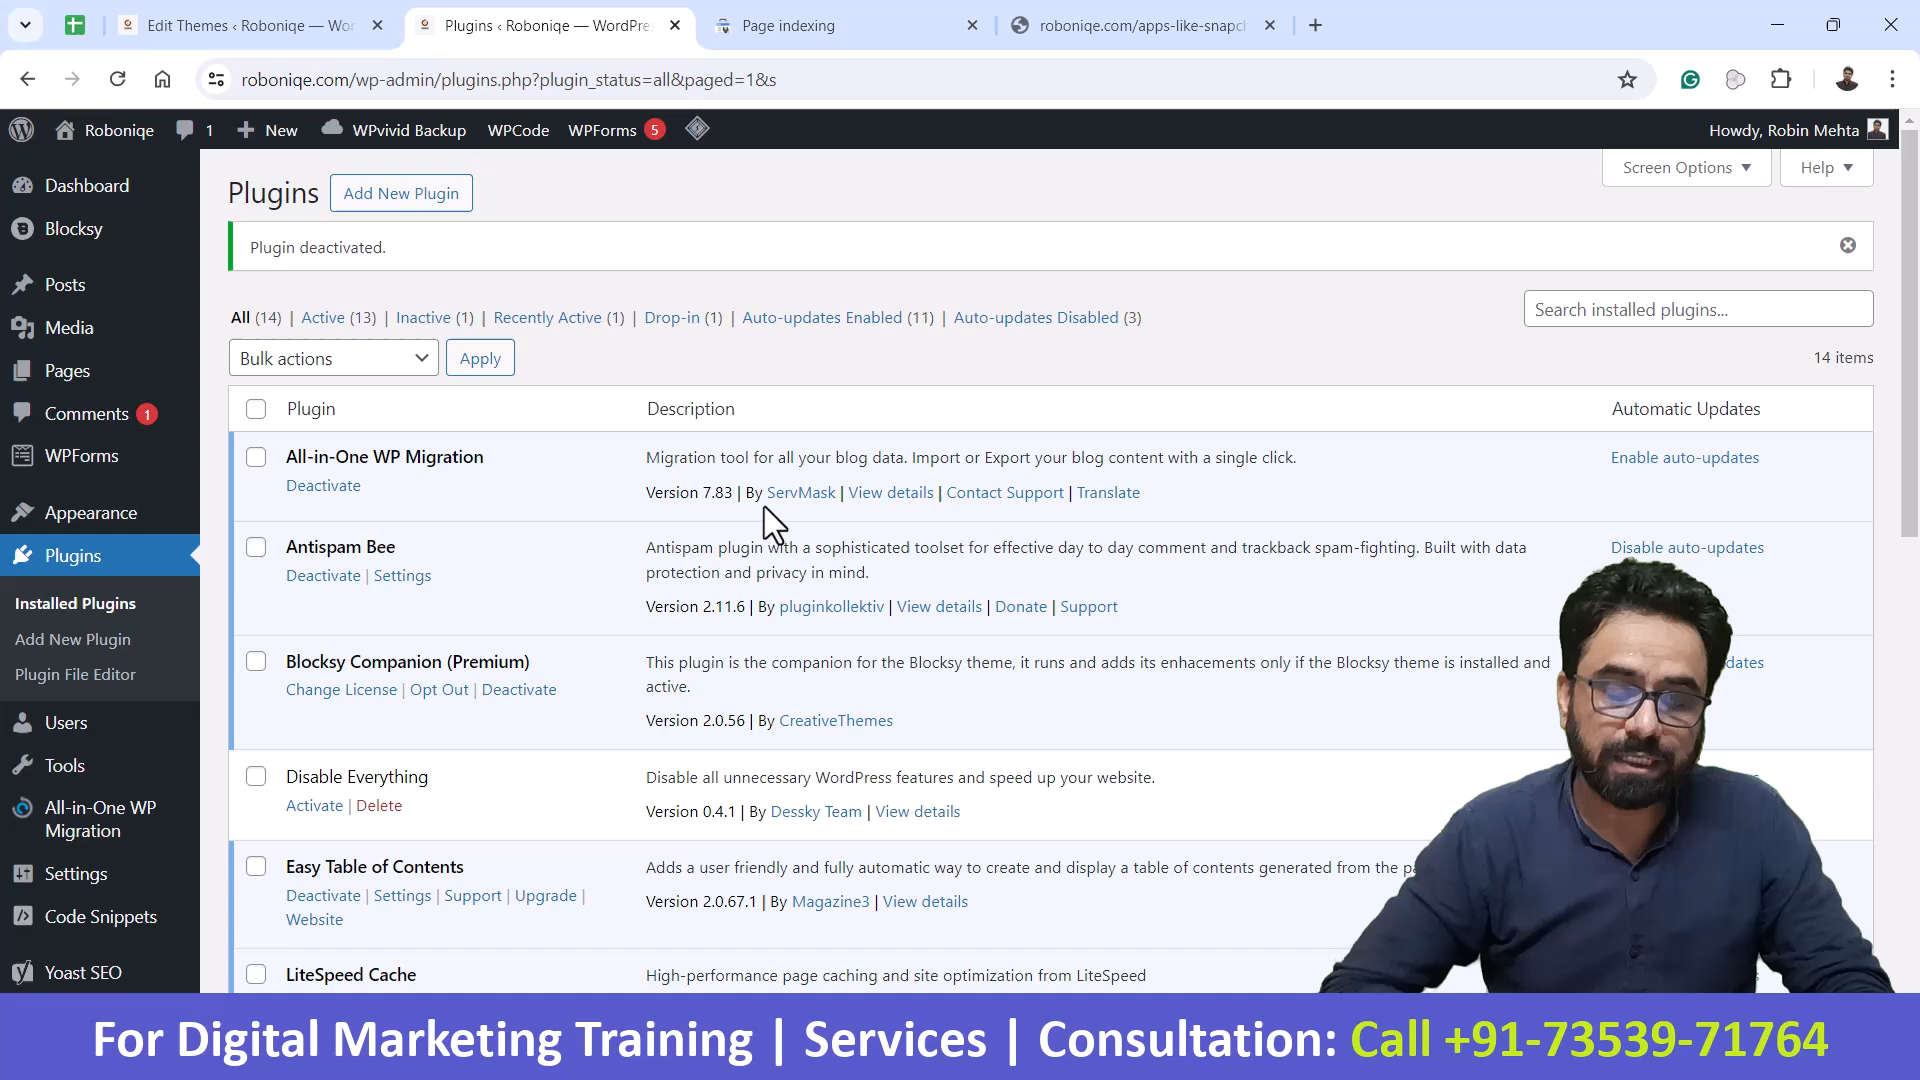 Edit Themes ‹ Roboniqe — Wor
Plugins ‹ Roboniqe — WordPre
Page indexing
roboniqe.com/apps-like-snapc
roboniqe.com/wp-admin/plugins.php?plugin_status=all&paged=1&s
Roboniqe
1
New
WPvivid Backup
WPCode
WPForms 5
Howdy, Robin Mehta
Dashboard
Blocksy
Posts
Media
Pages
Comments 1
WPForms
Appearance
Plugins
Installed Plugins
Add New Plugin
Plugin File Editor
Users
Tools
All-in-One WP
Migration
Settings
Code Snippets
Yoast SEO
Screen Options
Help
Plugins
Add New Plugin
Plugin deactivated.
All (14) | Active (13) | Inactive (1) | Recently Active (1) | Drop-in (1) | Auto-updates Enabled (11) | Auto-updates Disabled (3)
Search installed plugins...
Bulk actions
Apply
14 items
Plugin
Description
Automatic Updates
All-in-One WP Migration
Deactivate
Migration tool for all your blog data. Import or Export your blog content with a single click.
Version 7.83 | By ServMask | View details | Contact Support | Translate
Enable auto-updates
Antispam Bee
Deactivate | Settings
Antispam plugin with a sophisticated toolset for effective day to day comment and trackback spam-fighting. Built with data
protection and privacy in mind.
Version 2.11.6 | By pluginkollektiv | View details | Donate | Support
Disable auto-updates
Blocksy Companion (Premium)
Change License | Opt Out | Deactivate
This plugin is the companion for the Blocksy theme, it runs and adds its enhacements only if the Blocksy theme is installed and
active.
Version 2.0.56 | By CreativeThemes
dates
Disable Everything
Activate | Delete
Disable all unnecessary WordPress features and speed up your website.
Version 0.4.1 | By Dessky Team | View details
Easy Table of Contents
Deactivate | Settings | Support | Upgrade |
Website
Adds a user friendly and fully automatic way to create and display a table of contents generated from the pa
Version 2.0.67.1 | By Magazine3 | View details
LiteSpeed Cache
High-performance page caching and site optimization from LiteSpeed
For Digital Marketing Training | Services | Consultation: Call +91-73539-71764